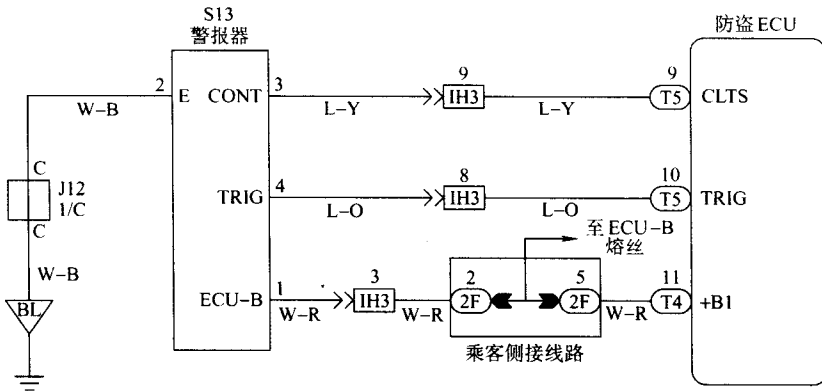 S13
警报器
防盗ECU
2
E
CONT
3
9
9
W-B
L-Y
IH3
L-Y
T5
CLTS
C
J12
1/C
C
TRIG
4
8
10
L-O
IH3
L-O
T5
TRIG
至ECU-B
熔丝
W-B
ECU-B
1
3
2
5
11
W-R
IH3
W-R
2F
2F
W-R
T4
+B1
BL
乘客侧接线路